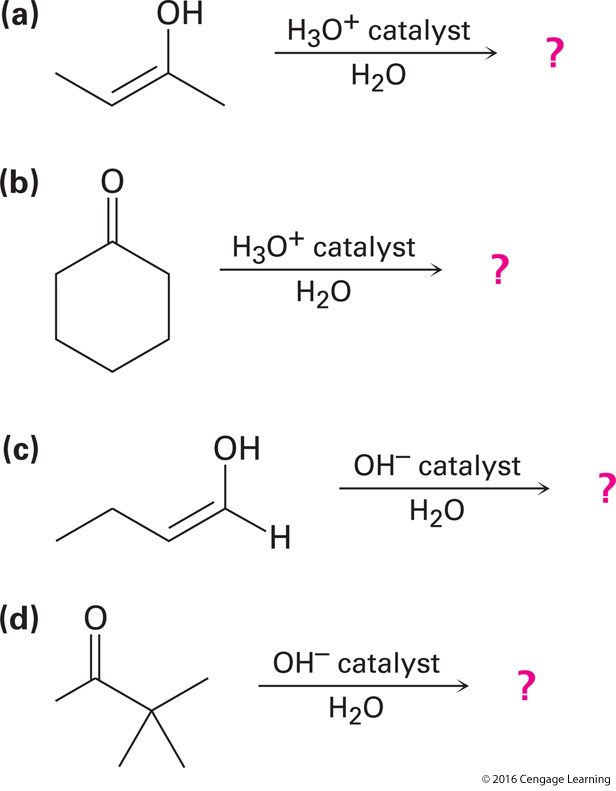 (a)
OH
H₃O⁺ catalyst
H₂O
?
(b)
O
H₃O⁺ catalyst
H₂O
?
(c)
OH
H
OH⁻ catalyst
H₂O
?
(d)
O
OH⁻ catalyst
H₂O
?
© 2016 Cengage Learning